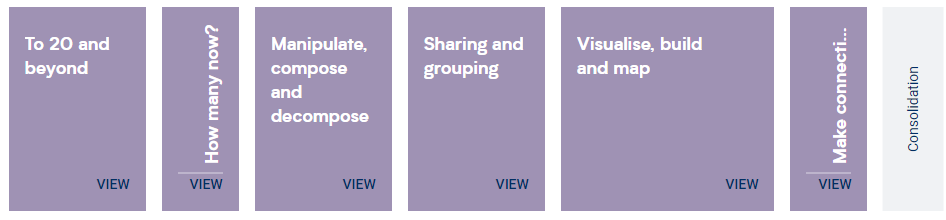 To 20 and
beyond
VIEW
How many now?
VIEW
Manipulate,
compose
and
decompose
VIEW
Sharing and
grouping
VIEW
Visualise, build
and map
VIEW
Make connecti...
VIEW
Consolidation